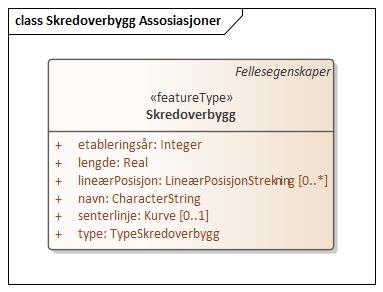 class Skredoverbygg Assosiasjoner
Fellesegenskaper
«featureType»
Skredoverbygg
+ etableringsår: Integer
+ lengde: Real
+ lineærPosisjon: LineærPosisjonStrekning [0..*]
+ navn: CharacterString
+ senterlinje: Kurve [0..1]
+ type: TypeSkredoverbygg